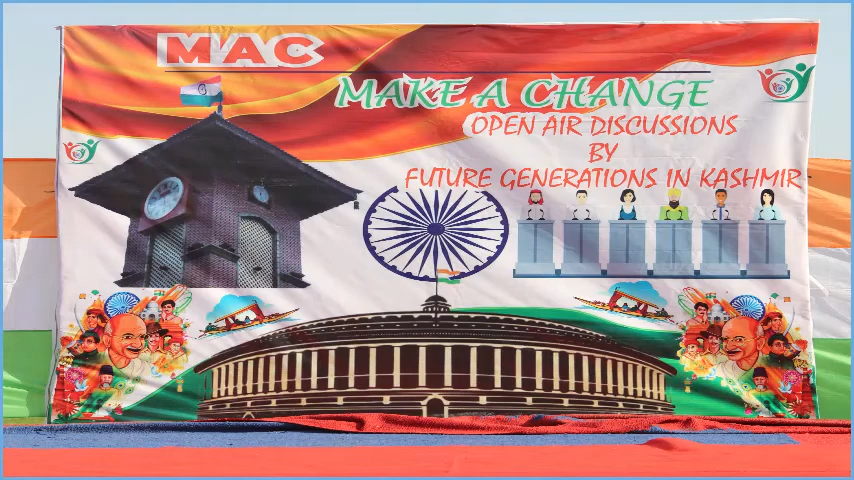 MAC
MAKE A CHANGE
OPEN AIR DISCUSSIONS
BY
FUTURE GENERATIONS IN KASHMIR